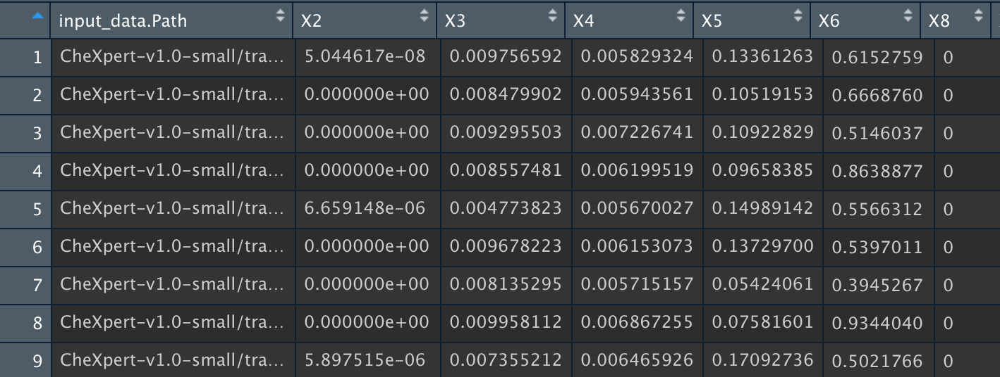 input_data.Path X2 X3 X4 X5 X6 X8
1 CheXpert-v1.0-small/tra... 5.044617e-08 0.009756592 0.005829324 0.13361263 0.6152759 0
2 CheXpert-v1.0-small/tra... 0.000000e+00 0.008479902 0.005943561 0.10519153 0.6668760 0
3 CheXpert-v1.0-small/tra... 0.000000e+00 0.009295503 0.007226741 0.10922829 0.5146037 0
4 CheXpert-v1.0-small/tra... 0.000000e+00 0.008557481 0.006199519 0.09658385 0.8638877 0
5 CheXpert-v1.0-small/tra... 6.659148e-06 0.004773823 0.005670027 0.14989142 0.5566312 0
6 CheXpert-v1.0-small/tra... 0.000000e+00 0.009678223 0.006153073 0.13729700 0.5397011 0
7 CheXpert-v1.0-small/tra... 0.000000e+00 0.008135295 0.005715157 0.05424061 0.3945267 0
8 CheXpert-v1.0-small/tra... 0.000000e+00 0.009958112 0.006867255 0.07581601 0.9344040 0
9 CheXpert-v1.0-small/tra... 5.897515e-06 0.007355212 0.006465926 0.17092736 0.5021766 0